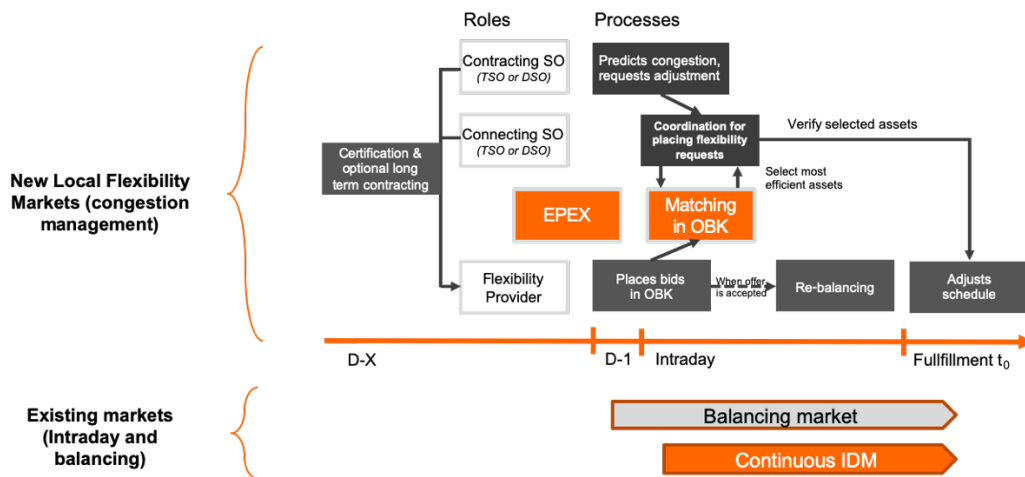 Roles
Processes
Contracting SO
(TSO or DSO)
Predicts congestion,
requests adjustment
Connecting SO
(TSO or DSO)
Coordination for
placing flexibility
requests
Verify selected assets
Certification &
optional long
term contracting
Select most
efficient assets
New Local Flexibility
Markets (congestion
management)
EPEX
Matching
in OBK
Flexibility
Provider
Places bids
in OBK
When offer
is accepted
Re-balancing
Adjusts
schedule
D-X
D-1
Intraday
Fullfillment t₀
Existing markets
(Intraday and
balancing)
Balancing market
Continuous IDM